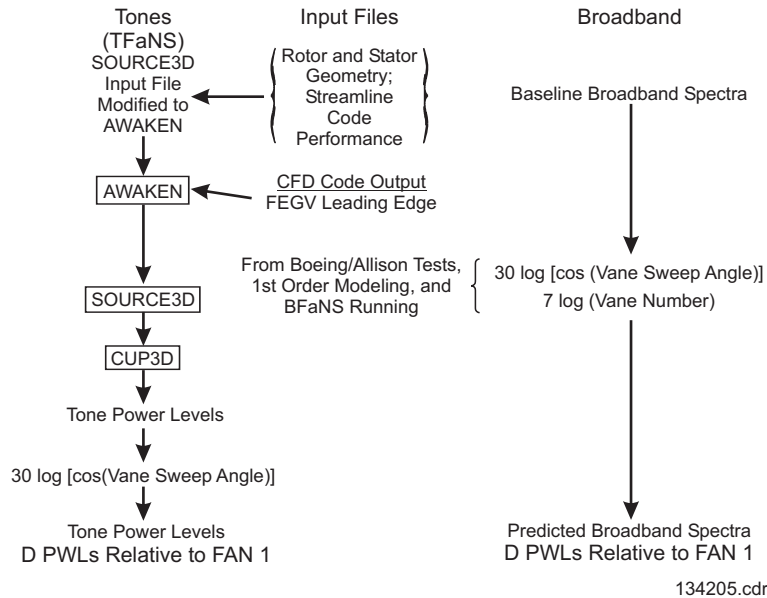 Tones
(TFaNS)
SOURCE3D
Input File
Modified to
AWAKEN
AWAKEN
SOURCE3D
CUP3D
Tone Power Levels
30 log [cos(Vane Sweep Angle)]
Tone Power Levels
D PWLs Relative to FAN 1
Input Files
Rotor and Stator
Geometry;
Streamline
Code
Performance
CFD Code Output
FEGV Leading Edge
From Boeing/Allison Tests,
1st Order Modeling, and
BFaNS Running
Broadband
Baseline Broadband Spectra
30 log [cos (Vane Sweep Angle)]
7 log (Vane Number)
Predicted Broadband Spectra
D PWLs Relative to FAN 1
134205.cdr